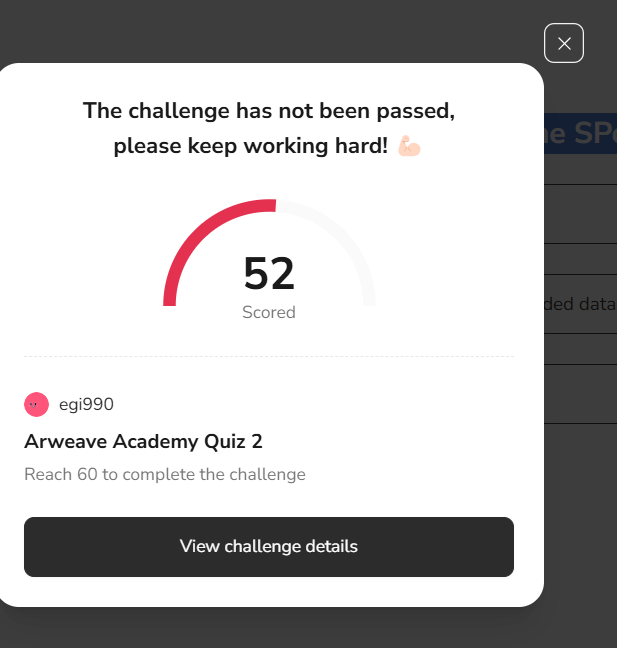 The challenge has not been passed,
please keep working hard! 💪🏻
ne SP
52
Scored
ded data
egi990
Arweave Academy Quiz 2
Reach 60 to complete the challenge
View challenge details